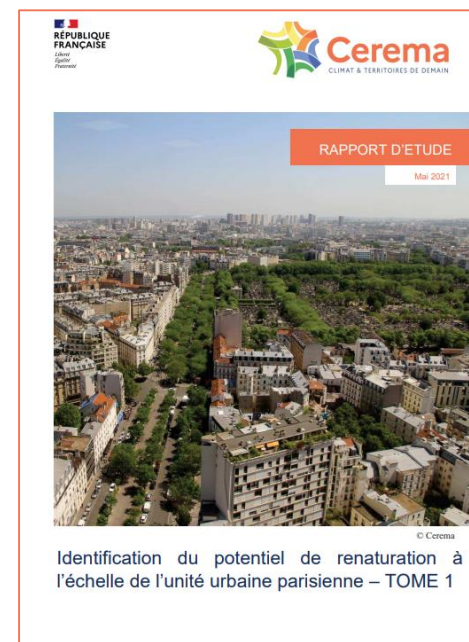 RÉPUBLIQUE
FRANÇAISE
Liberté
Égalité
Fraternité
Cerema
CLIMAT & TERRITOIRES DE DEMAIN
RAPPORT D'ETUDE
Mai 2021
© Cerema
Identification du potentiel de renaturation à
l'échelle de l'unité urbaine parisienne – TOME 1